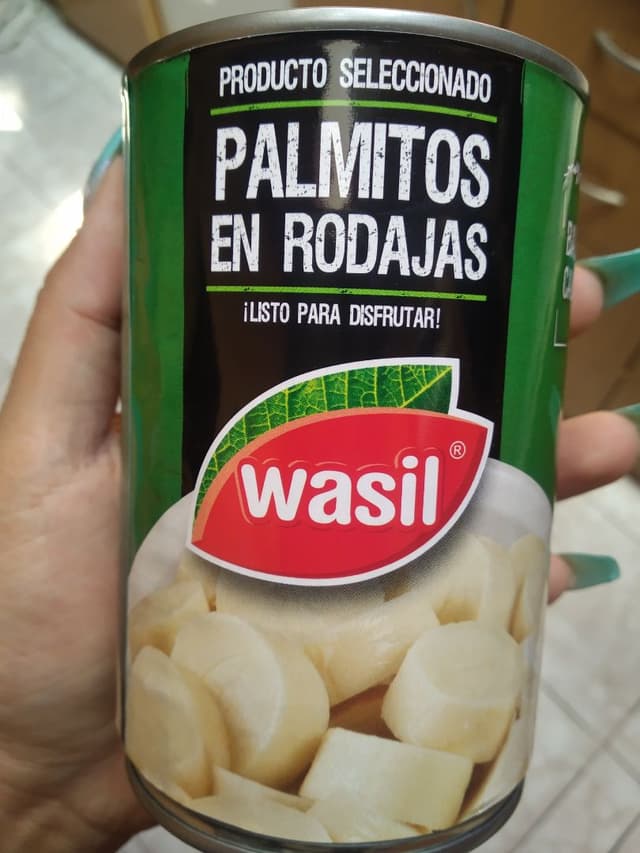 PRODUCTO SELECCIONADO
PALMITOS
EN RODAJAS
¡LISTO PARA DISFRUTAR!
wasil®